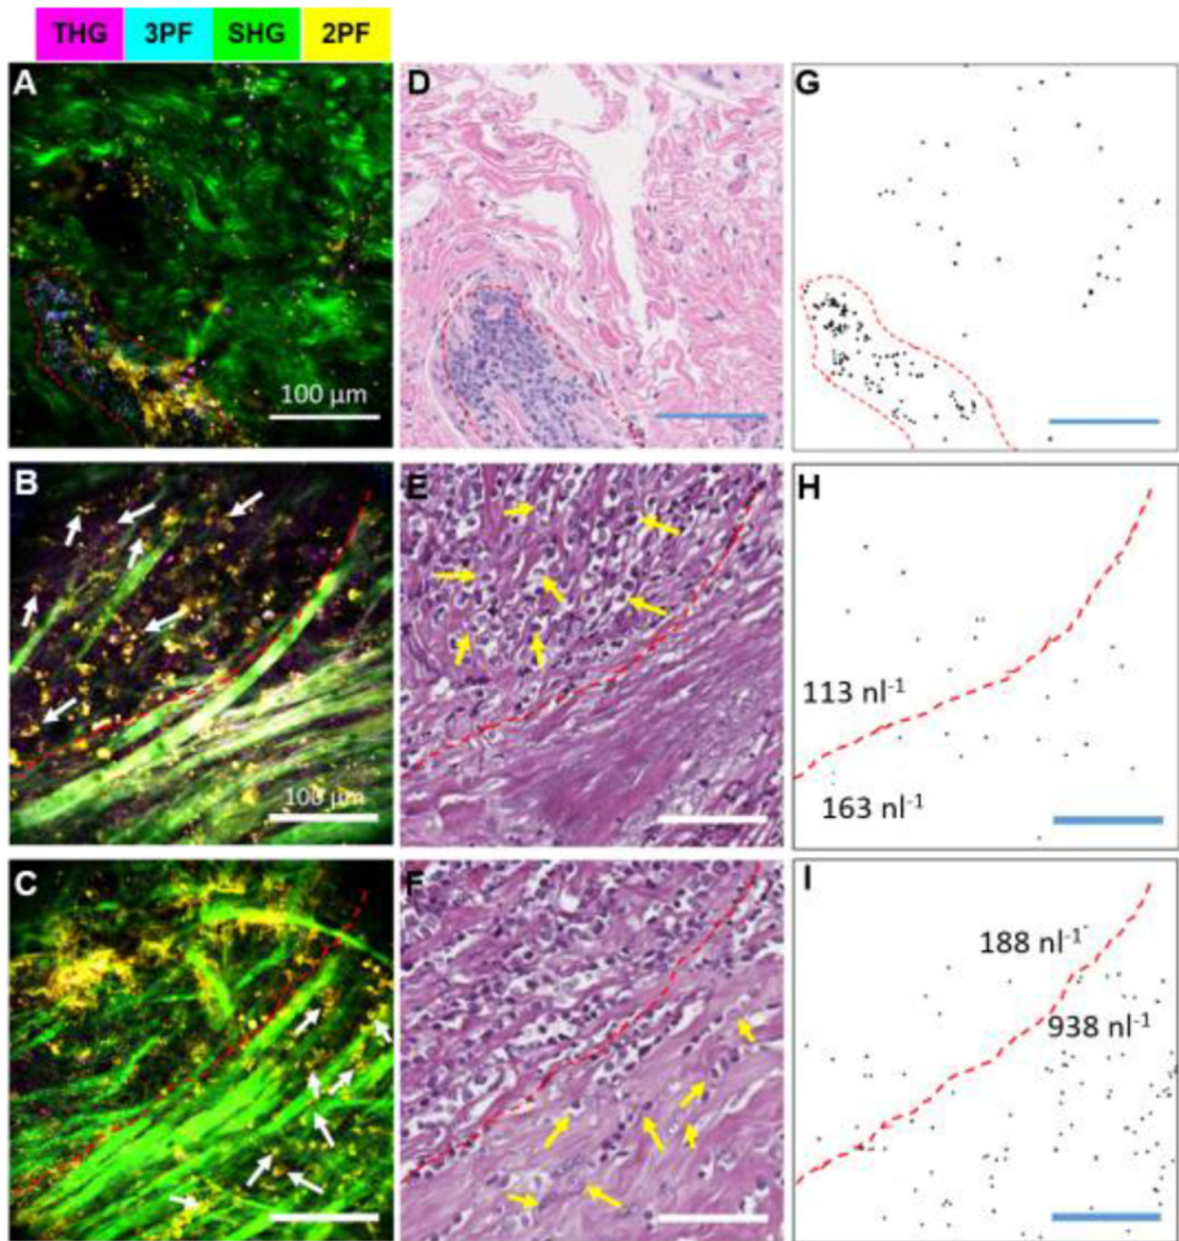 THG 3PF SHG 2PF
A D G
100 µm
B E H
113 nl-1
100 µm
163 nl-1
C F I
188 nl-1
938 nl-1